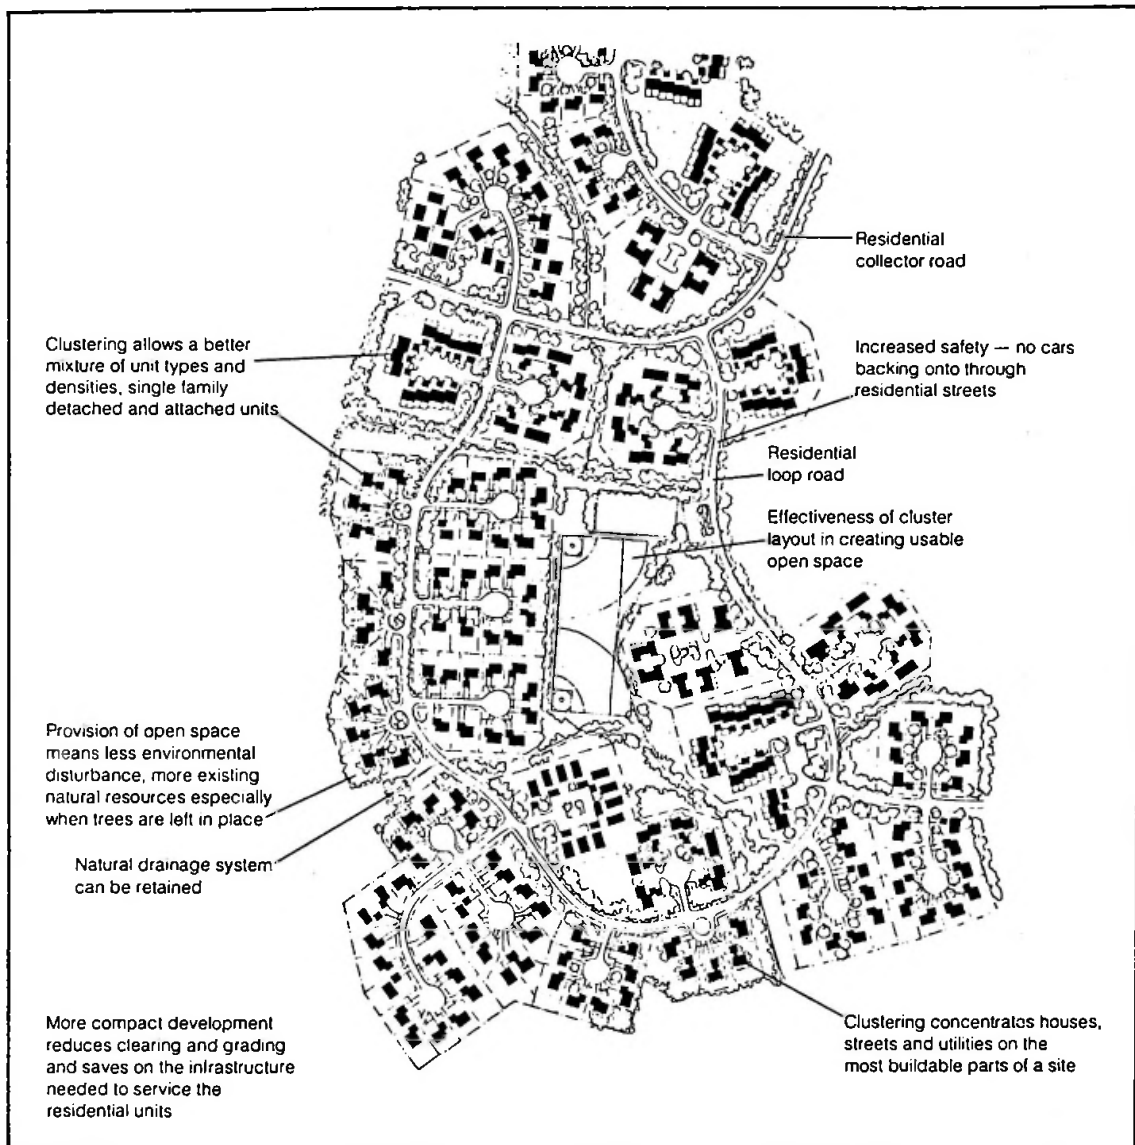 Residential
collector road
Clustering allows a better
mixture of unit types and
densities, single family
detached and attached units
Increased safety — no cars
backing onto through
residential streets
Residential
loop road
Effectiveness of cluster
layout in creating usable
open space
Provision of open space
means less environmental
disturbance, more existing
natural resources especially
when trees are left in place
Natural drainage system
can be retained
More compact development
reduces clearing and grading
and saves on the infrastructure
needed to service the
residential units
Clustering concentrates houses,
streets and utilities on the
most buildable parts of a site